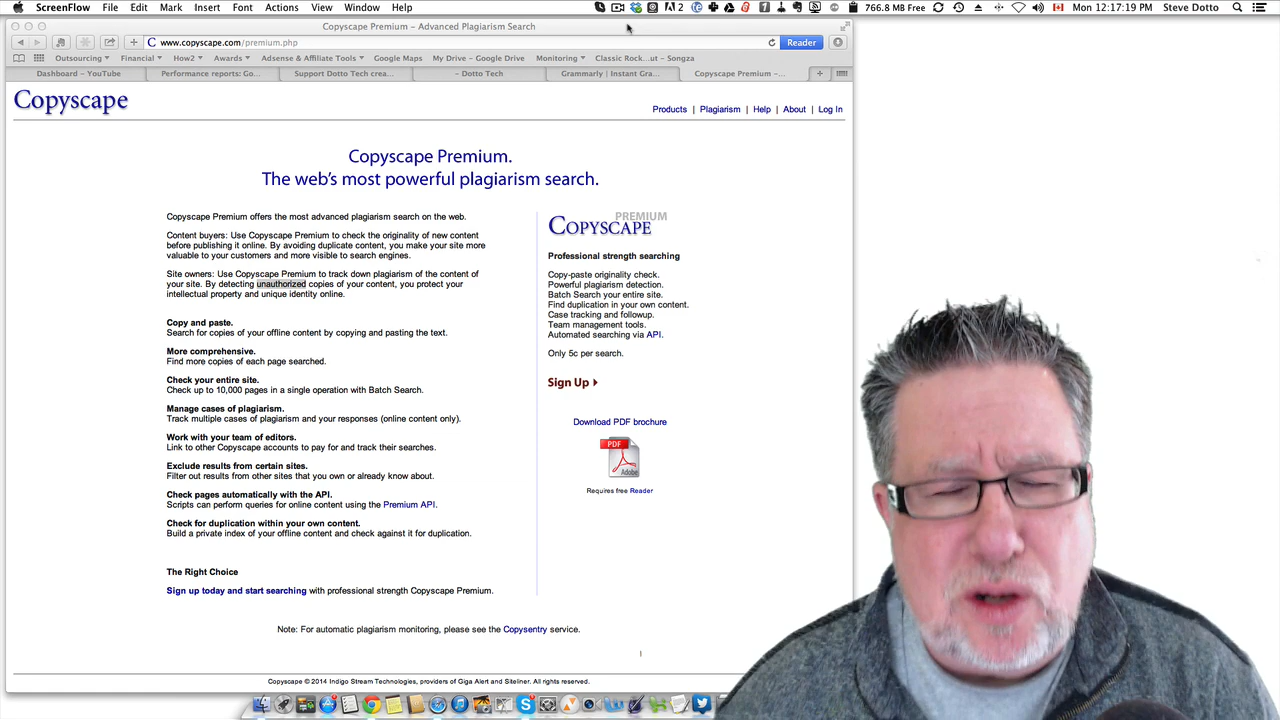 ScreenFlow File Edit Mark Insert Font Actions View Window Help 2 766.8 MB Free Mon 12:17:19 PM Steve Dotto
Copyscape Premium – Advanced Plagiarism Search
www.copyscape.com/premium.php Reader
Outsourcing Financial How2 Awards Adsense & Affiliate Tools Google Maps My Drive – Google Drive Monitoring Classic Rock...ut – Songza
Dashboard – YouTube Performance reports: Go... Support Dotto Tech crea... – Dotto Tech Grammarly | Instant Gra... Copyscape Premium –...
Copyscape
Products | Plagiarism | Help | About | Log In
Copyscape Premium.
The web's most powerful plagiarism search.
Copyscape Premium offers the most advanced plagiarism search on the web.
Content buyers: Use Copyscape Premium to check the originality of new content
before publishing it online. By avoiding duplicate content, you make your site more
valuable to your customers and more visible to search engines.
Site owners: Use Copyscape Premium to track down plagiarism of the content of
your site. By detecting unauthorized copies of your content, you protect your
intellectual property and unique identity online.
Copy and paste.
Search for copies of your offline content by copying and pasting the text.
More comprehensive.
Find more copies of each page searched.
Check your entire site.
Check up to 10,000 pages in a single operation with Batch Search.
Manage cases of plagiarism.
Track multiple cases of plagiarism and your responses (online content only).
Work with your team of editors.
Link to other Copyscape accounts to pay for and track their searches.
Exclude results from certain sites.
Filter out results from other sites that you own or already know about.
Check pages automatically with the API.
Scripts can perform queries for online content using the Premium API.
Check for duplication within your own content.
Build a private index of your offline content and check against it for duplication.
The Right Choice
Sign up today and start searching with professional strength Copyscape Premium.
PREMIUM
COPYSCAPE
Professional strength searching
Copy-paste originality check.
Powerful plagiarism detection.
Batch Search your entire site.
Find duplication in your own content.
Case tracking and followup.
Team management tools.
Automated searching via API.
Only 5c per search.
Sign Up
Download PDF brochure
PDF
Adobe
Requires free Reader
Note: For automatic plagiarism monitoring, please see the Copysentry service.
Copyscape © 2014 Indigo Stream Technologies, providers of Giga Alert and Siteliner. All rights reserved.